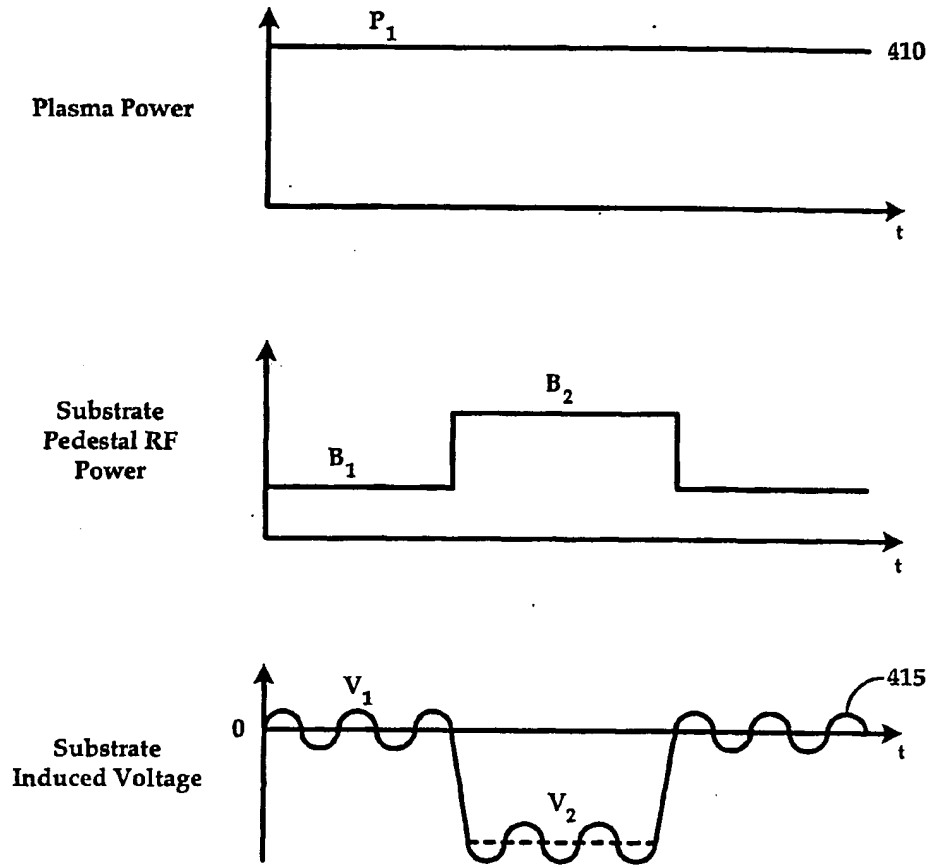 P1
410
Plasma Power
t
B2
Substrate
Pedestal RF
Power
B1
t
V1
415
0
t
Substrate
Induced Voltage
V2